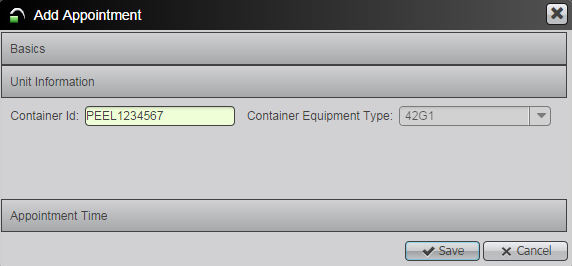 Add Appointment
Basics
Unit Information
Container Id: PEEL1234567 Container Equipment Type: 42G1
Appointment Time
Save Cancel